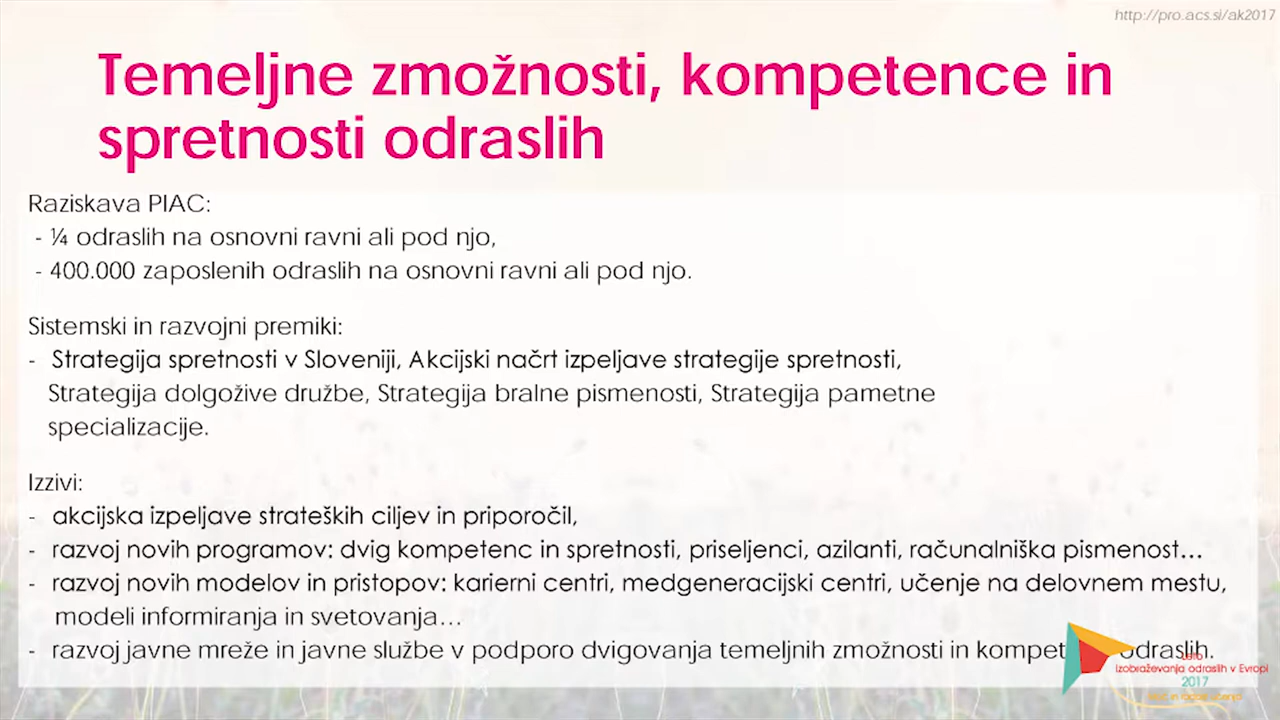 http://pro.acs.si/ak2017
Temeljne zmožnosti, kompetence in
spretnosti odraslih
Raziskava PIAC:
- ¼ odraslih na osnovni ravni ali pod njo,
- 400.000 zaposlenih odraslih na osnovni ravni ali pod njo.
Sistemski in razvojni premiki:
- Strategija spretnosti v Sloveniji, Akcijski načrt izpeljave strategije spretnosti,
Strategija dolgožive družbe, Strategija bralne pismenosti, Strategija pametne
specializacije.
Izzivi:
- akcijska izpeljave strateških ciljev in priporočil,
- razvoj novih programov: dvig kompetenc in spretnosti, priseljenci, azilanti, računalniška pismenost...
- razvoj novih modelov in pristopov: karierni centri, medgeneracijski centri, učenje na delovnem mestu,
modeli informiranja in svetovanja...
- razvoj javne mreže in javne službe v podporo dvigovanja temeljnih zmožnosti in kompet odraslih.
izobraževanja odraslih v Evropi
2017